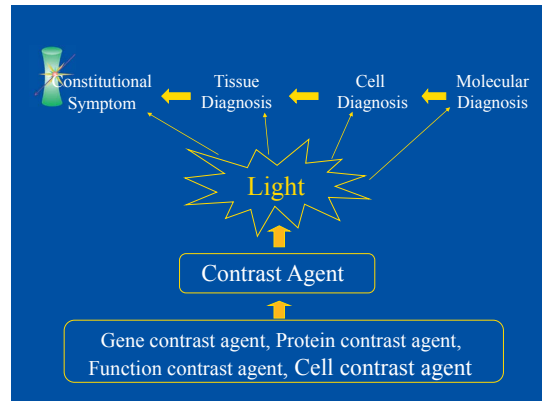 Constitutional Symptom
Tissue Diagnosis
Cell Diagnosis
Molecular Diagnosis
Light
Contrast Agent
Gene contrast agent, Protein contrast agent,
Function contrast agent, Cell contrast agent